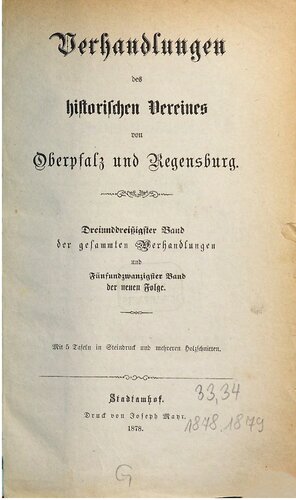 Verhandlungen
des
historischen Vereines
von
Oberpfalz und Regensburg.
Dreiunddreißigster Band
der gesammten Verhandlungen
und
Fünfundzwanzigster Band
der neuen Folge.
Mit 5 Tafeln in Steindruck und mehreren Holzschnitten.
33,34
Stadtamhof.
Druck von Joseph Mayr.
1878.
1878.1879
G